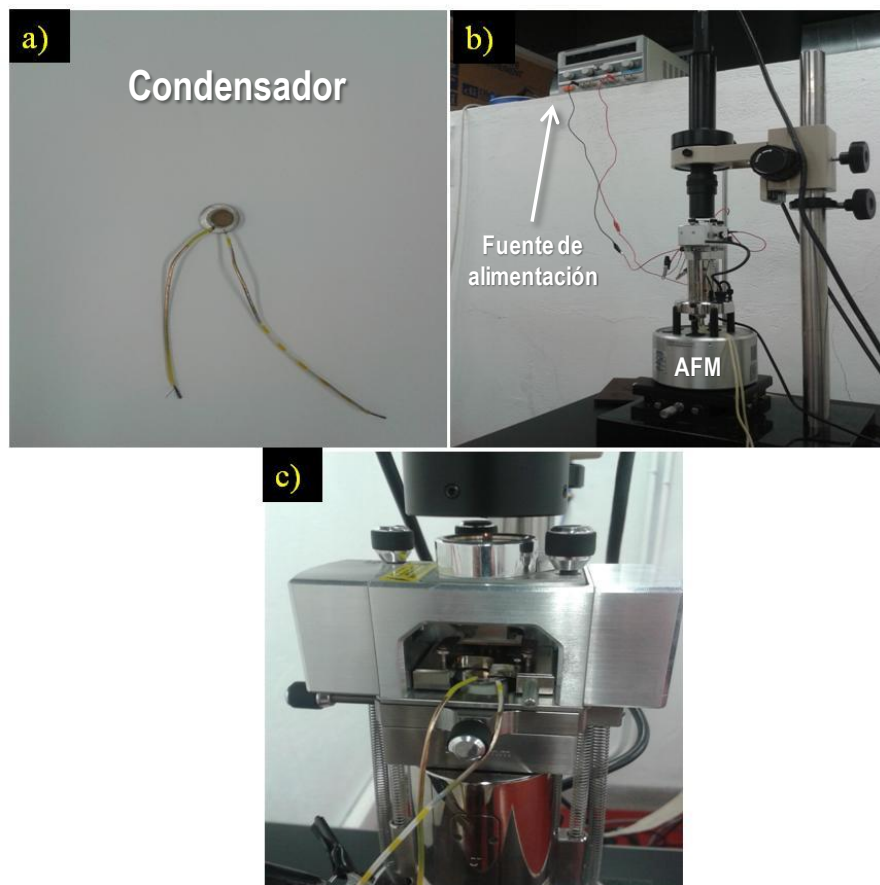 a)
Condensador
b)
Fuente de
alimentación
AFM
c)